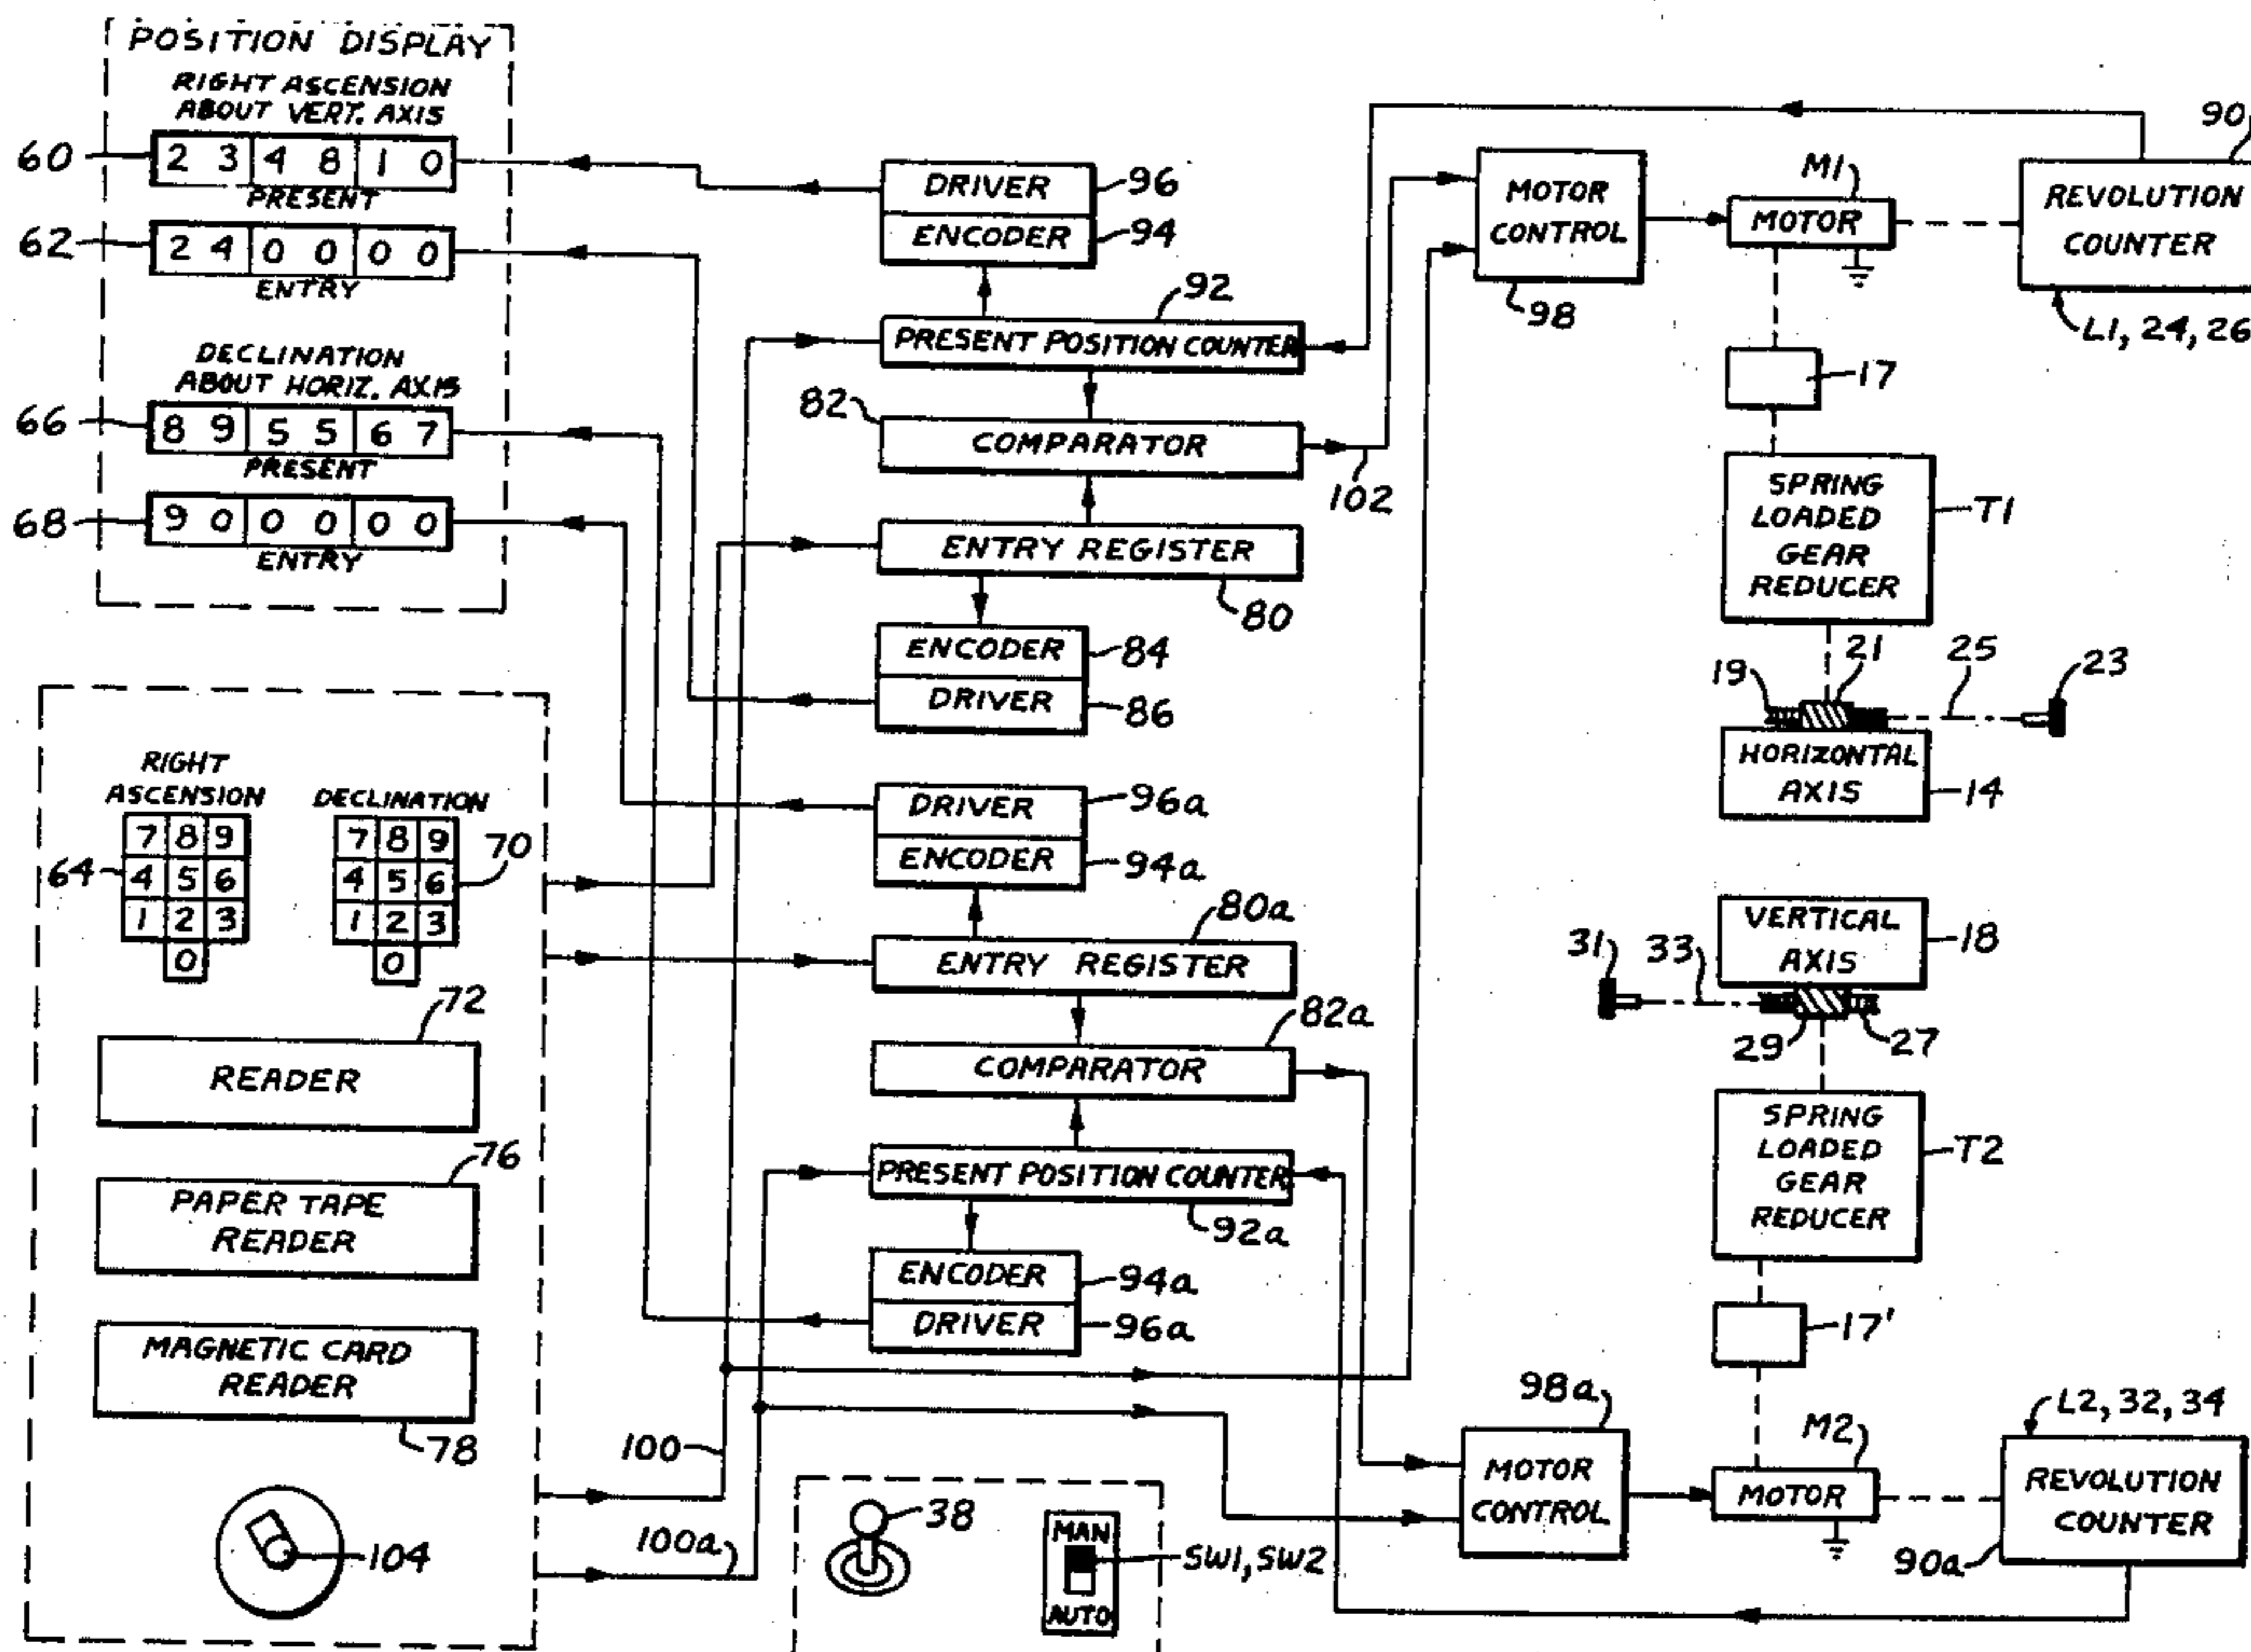 POSITION DISPLAY
RIGHT ASCENSION
ABOUT VERT. AXIS
60
2 3 4 8 1 0
PRESENT
62
2 4 0 0 0 0
ENTRY
DECLINATION
ABOUT HORIZ. AXIS
66
8 9 5 5 6 7
PRESENT
68
9 0 0 0 0 0
ENTRY
RIGHT
ASCENSION
7 8 9
64
4 5 6
1 2 3
0
DECLINATION
7 8 9
70
4 5 6
1 2 3
0
72
READER
76
PAPER TAPE
READER
MAGNETIC CARD
READER
78
104
100
100a
DRIVER
96
ENCODER
94
92
PRESENT POSITION COUNTER
82
COMPARATOR
102
ENTRY REGISTER
80
ENCODER
84
DRIVER
86
DRIVER
96a
ENCODER
94a
80a
ENTRY REGISTER
82a
COMPARATOR
PRESENT POSITION COUNTER
92a
ENCODER
94a
DRIVER
96a
38
MAN
AUTO
SW1, SW2
MOTOR
CONTROL
98
M1
MOTOR
90
REVOLUTION
COUNTER
L1, 24, 26
17
SPRING
LOADED
GEAR
REDUCER
T1
19
21
25
23
HORIZONTAL
AXIS
14
VERTICAL
AXIS
18
31
33
29
27
SPRING
LOADED
GEAR
REDUCER
T2
17'
98a
MOTOR
CONTROL
M2
MOTOR
L2, 32, 34
REVOLUTION
COUNTER
90a